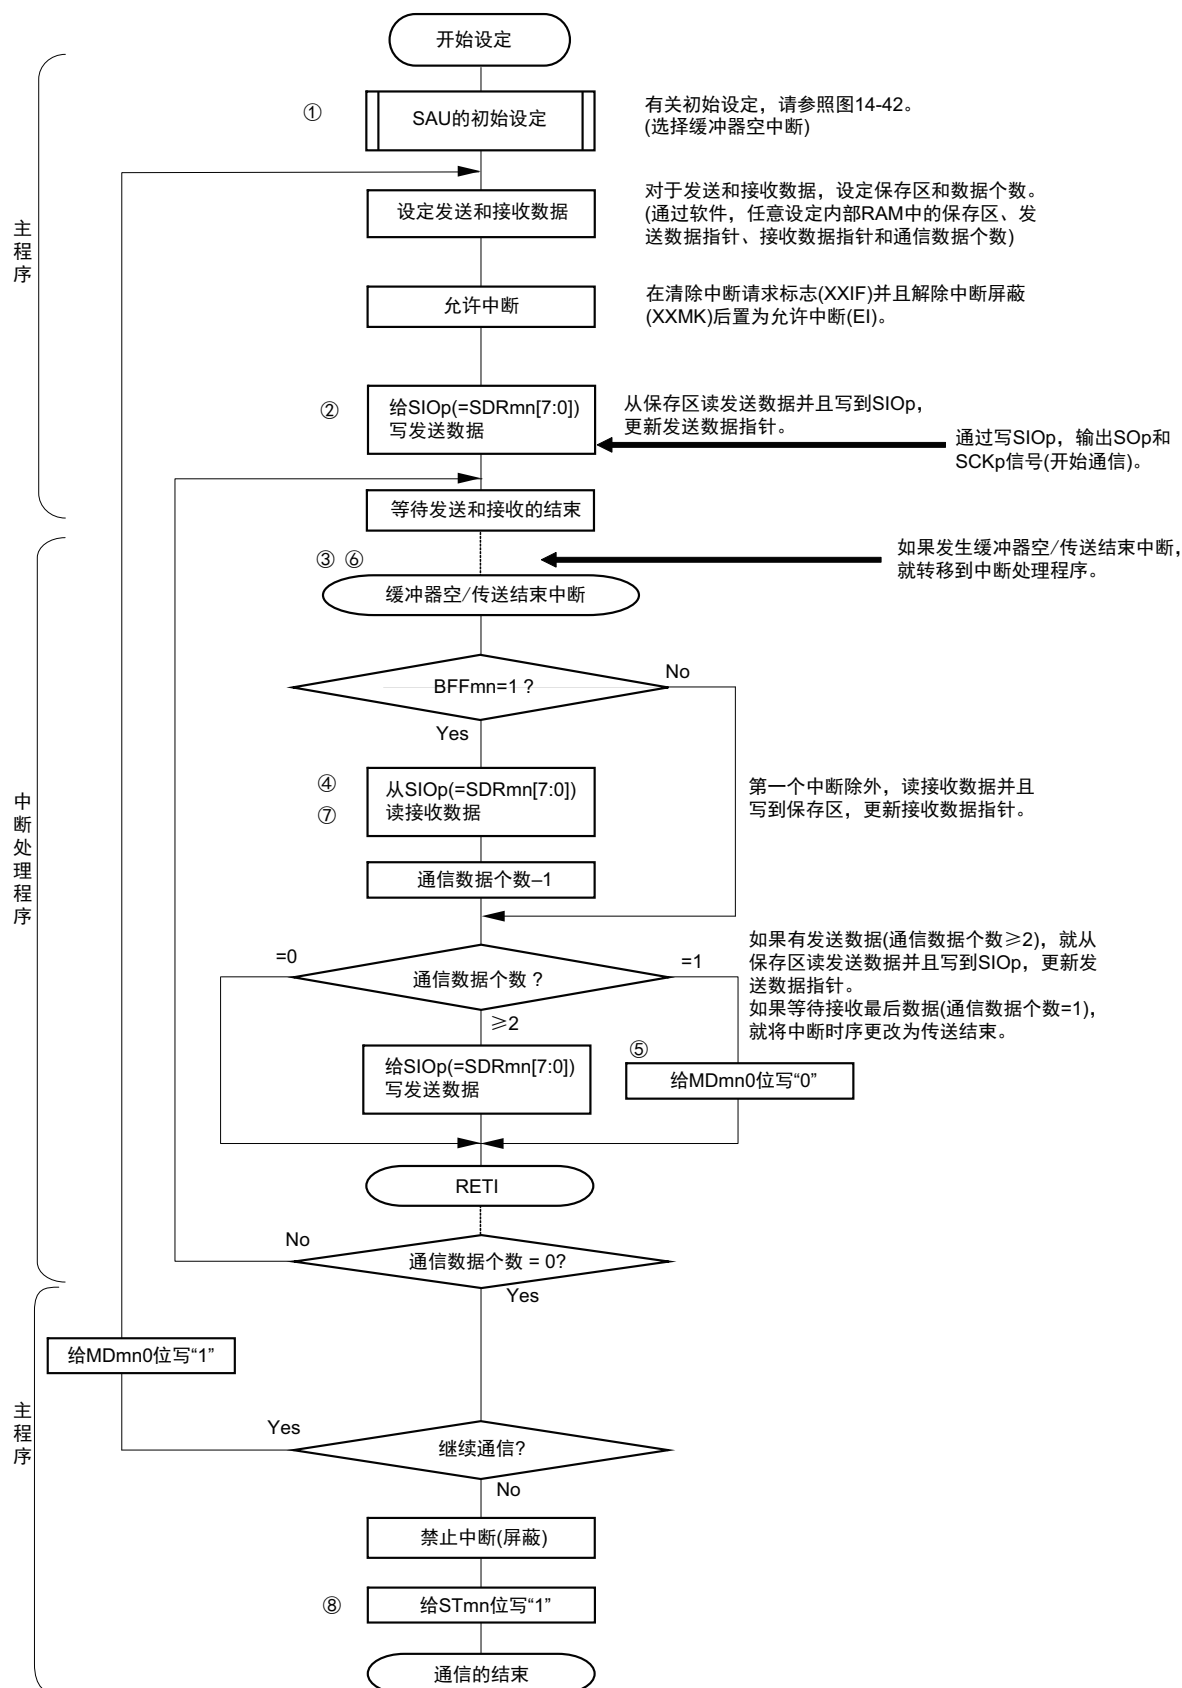 开始设定
①
SAU的初始设定
有关初始设定，请参照图14-42。
(选择缓冲器空中断)
设定发送和接收数据
对于发送和接收数据，设定保存区和数据个数。
(通过软件，任意设定内部RAM中的保存区、发
送数据指针、接收数据指针和通信数据个数)
主程序
允许中断
在清除中断请求标志(XXIF)并且解除中断屏蔽
(XXMK)后置为允许中断(EI)。
②
给SIOp(=SDRmn[7:0])
写发送数据
从保存区读发送数据并且写到SIOp，
更新发送数据指针。
通过写SIOp，输出SOp和
SCKp信号(开始通信)。
等待发送和接收的结束
③ ⑥
如果发生缓冲器空/传送结束中断，
就转移到中断处理程序。
缓冲器空/传送结束中断
BFFmn=1 ?
No
Yes
④
⑦
从SIOp(=SDRmn[7:0])
读接收数据
第一个中断除外，读接收数据并且
写到保存区，更新接收数据指针。
中断处理程序
通信数据个数–1
=0
通信数据个数 ?
=1
≥2
如果有发送数据(通信数据个数≥2)，就从
保存区读发送数据并且写到SIOp，更新发
送数据指针。
如果等待接收最后数据(通信数据个数=1)，
就将中断时序更改为传送结束。
给SIOp(=SDRmn[7:0])
写发送数据
⑤
给MDmn0位写“0”
RETI
No
通信数据个数 = 0?
Yes
给MDmn0位写“1”
主程序
Yes
继续通信?
No
禁止中断(屏蔽)
⑧
给STmn位写“1”
通信的结束